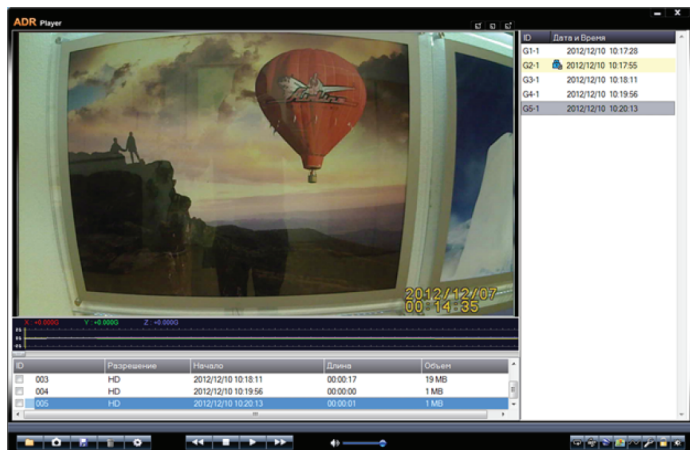 ADR Player
ID Дата и Время
G1-1 2012/12/10 10:17:28
G2-1 2012/12/10 10:17:55
G3-1 2012/12/10 10:18:11
G4-1 2012/12/10 10:19:56
G5-1 2012/12/10 10:20:13
2012/12/07
00:14:35
X : +0.000G Y : +0.000G Z : +0.000G
ID Разрешение Начало Длина Объем
003 HD 2012/12/10 10:18:11 00:00:17 19 MB
004 HD 2012/12/10 10:19:56 00:00:00 1 MB
005 HD 2012/12/10 10:20:13 00:00:01 1 MB